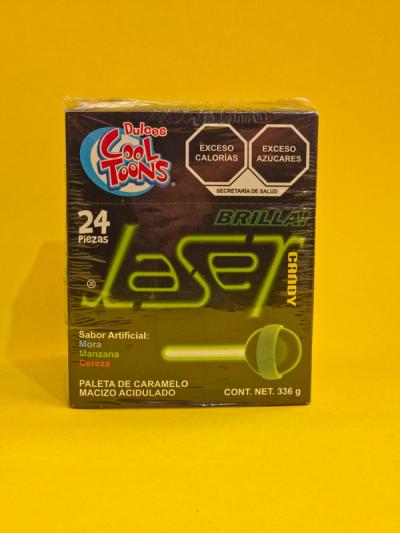 Dulces
COOL
TOONS
EXCESO
CALORÍAS
EXCESO
AZÚCARES
SECRETARÍA DE SALUD
24
Piezas
BRILLA!
Laser
CANDY
Sabor Artificial:
Mora
Manzana
Cereza
PALETA DE CARAMELO
MACIZO ACIDULADO
CONT. NET. 336 g